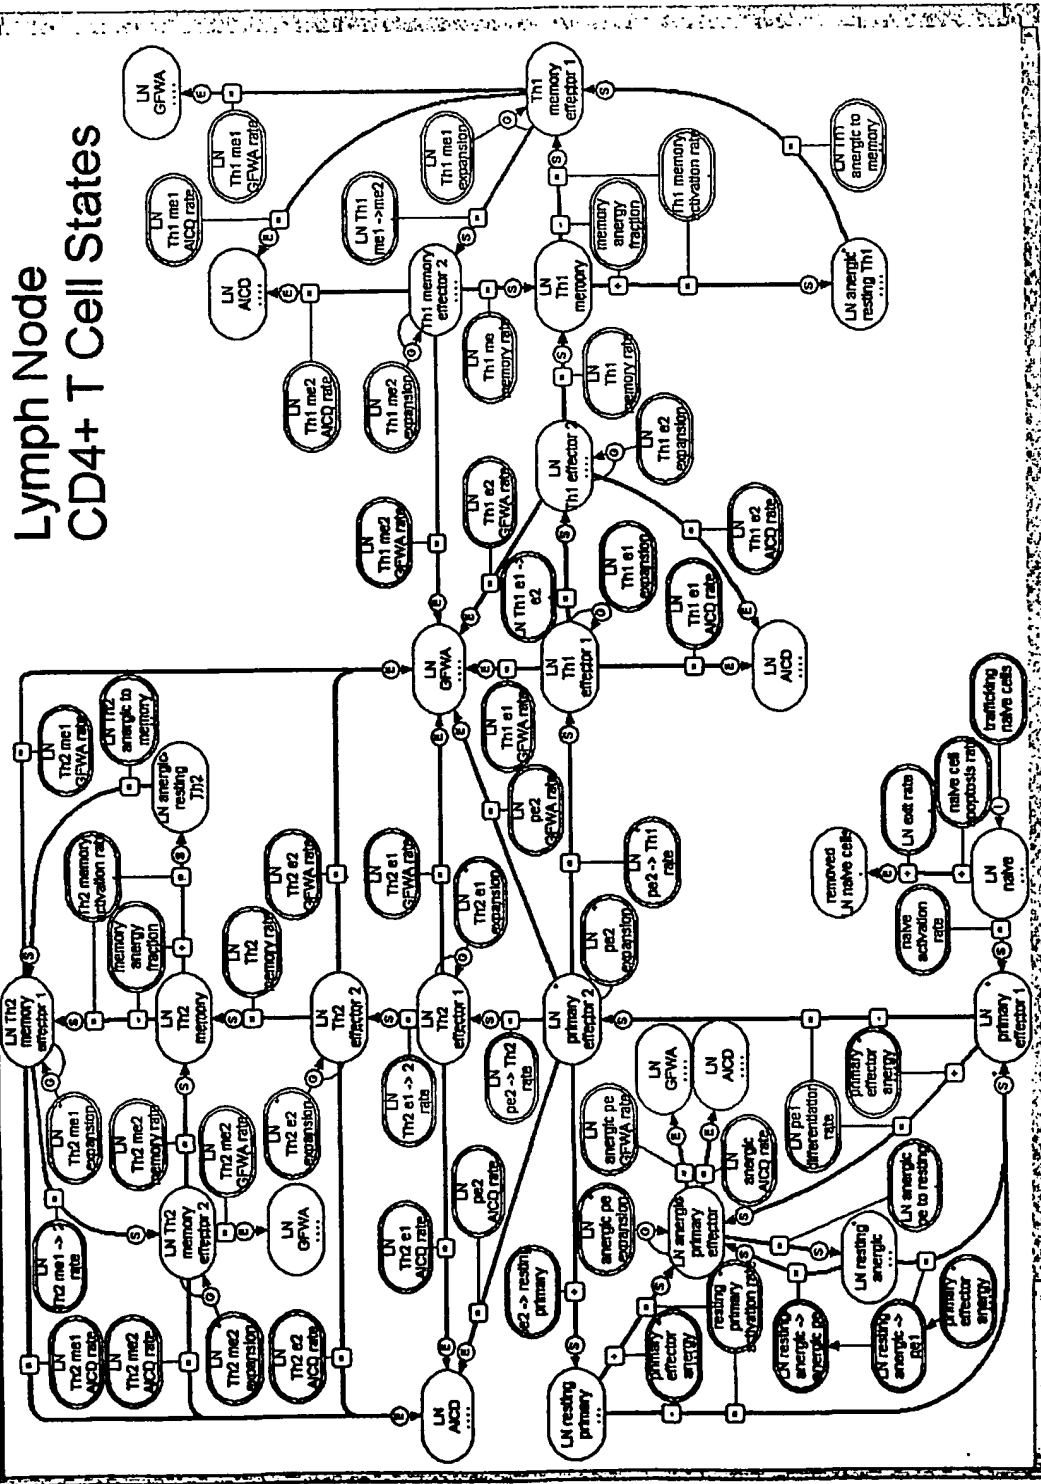 Lymph Node
CD4+ T Cell States
LN
Th2 me1
AICD rate
LN
Th2 me2
AICD rate
LN
Th2 me1 -> 2
rate
LN
Th2 me1
expansion
LN Th2
memory
effector 1
memory
anergy
fraction
Th2 memory
activation rate
LN
Th2 me1
GFWA rate
LN Th2
anergic to
memory
LN
Th2 me2
memory rate
LN
Th2
memory
LN anergic
resting
Th2
LN Th2
memory
effector 2
LN
Th2 me2
GFWA rate
LN
Th2 me2
expansion
LN
Th2
memory rate
LN
GFWA
....
LN
Th2 e2
AICD rate
LN
Th2 e2
expansion
LN
Th2
effector 2
LN
Th2 e2
GFWA rate
LN
Th2 e1
AICD rate
LN
Th2 e1 -> 2
rate
LN
Th2 e1
GFWA rate
LN
AICD
....
LN
pe2
AICD rate
LN
Th2
effector 1
LN
Th2 e1
expansion
LN
GFWA
....
LN
Th1 me2
GFWA rate
LN
Th1 me2
expansion
LN
Th1 me2
AICD rate
LN
AICD
....
LN
Th1 me1
AICD rate
LN
GFWA
....
LN
Th1 me1
GFWA rate
LN Th1
me1 -> me2
LN
Th1 memory
effector 2
....
LN
Th1 me1
expansion
LN
Th1 me
memory rate
LN
Th1
memory
effector 1
pe2 -> resting
primary
LN
pe2 -> Th2
rate
LN
pe2
GFWA rate
LN
Th1 e1
GFWA rate
LN
Th1 e2
GFWA rate
LN Th1 e1 ->
e2
LN resting
primary
...
LN
primary
effector 2
LN
Th1
effector 1
LN
Th1 effector 2
....
LN
Th1
memory
memory
anergy
fraction
Th1 memory
activation rate
LN
anergic pe
expansion
LN
anergic pe
GFWA rate
LN
pe2
expansion
LN
pe2 -> Th1
rate
LN
Th1 e1
expansion
LN
Th1 e2
expansion
LN
Th1
memory rate
primary
effector
anergy
LN anergic
primary
effector
LN
GFWA
....
LN
AICD
....
LN
Th1 e1
AICD rate
LN
Th1 e2
AICD rate
resting
primary
activation rate
LN
anergic
AICD rate
LN
AICD
....
LN resting
anergic ->
anergic pe
LN resting
anergic
...
LN pe1
differentiation
rate
LN anergic
resting Th1
LN Th1
anergic to
memory
LN resting
anergic ->
pe1
LN anergic
pe to resting
primary
effector
anergy
removed
LN naive cells
naive
activation
rate
LN exit rate
primary
effector
anergy
LN
primary
effector 1
LN
naive
...
naive cell
apoptosis rate
trafficking
naive cells